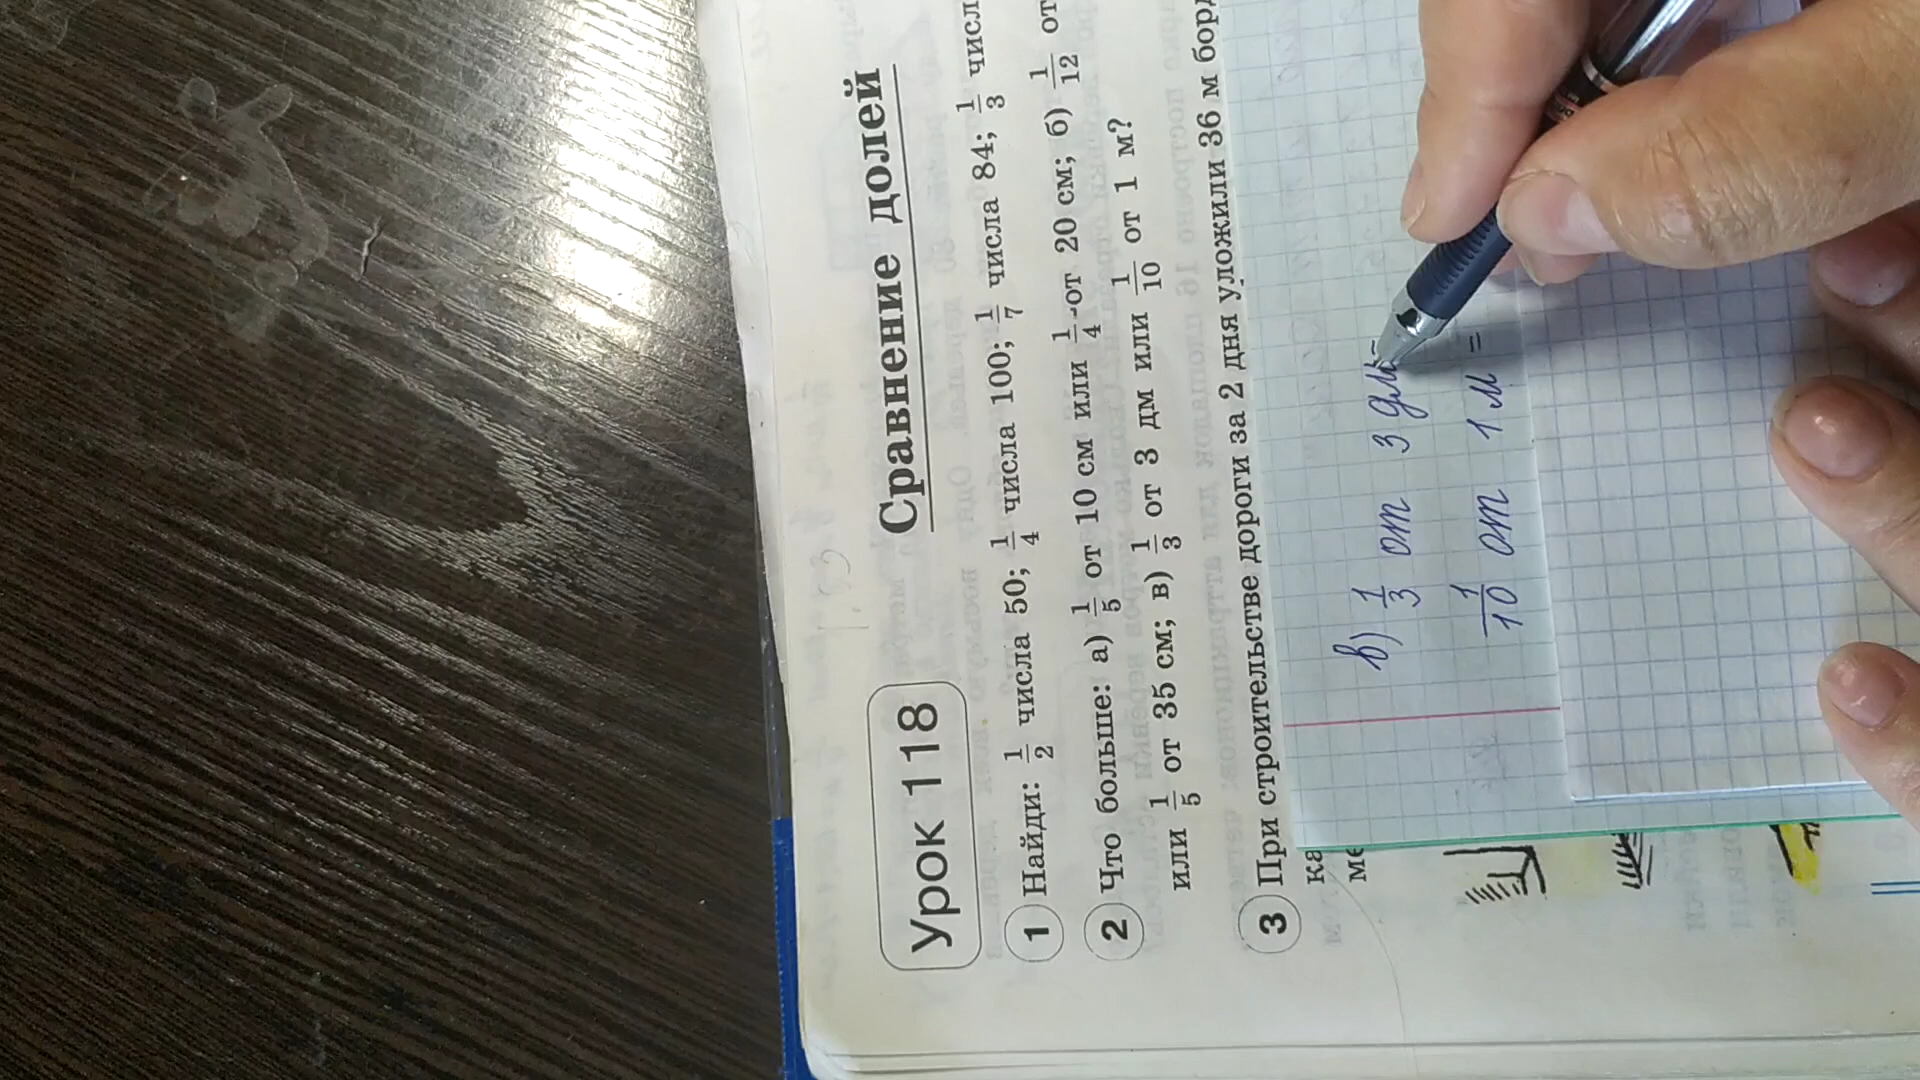 Урок 118
Сравнение долей
1 Найди: 1/2 числа 50; 1/4 числа 100; 1/7 числа 84; 1/3
2 Что больше: а) 1/5 от 10 см или 1/4 от 20 см; б) 1/12 от
или 1/5 от 35 см; в) 1/3 от 3 дм или 1/10 от 1 м?
3 При строительстве дороги за 2 дня уложили 36 м
в) 1/3 от 3 дм
1/10 от 1 м =